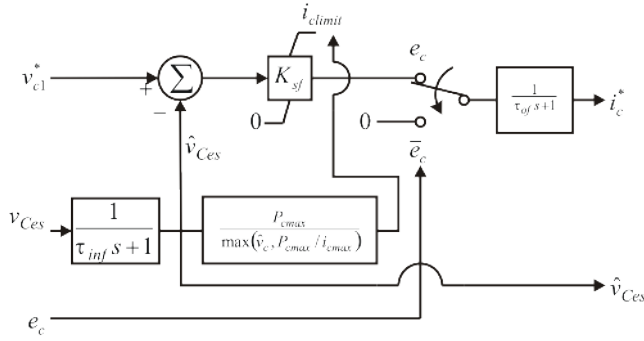 i_climit
v*_c1
+
Σ
−
K_sf
0
e_c
0
ē_c
1
τ_of s+1
i*_c
v̂_Ces
v_Ces
1
τ_inf s+1
P_cmax
max(v̂_c, P_cmax / i_cmax)
v̂_Ces
e_c